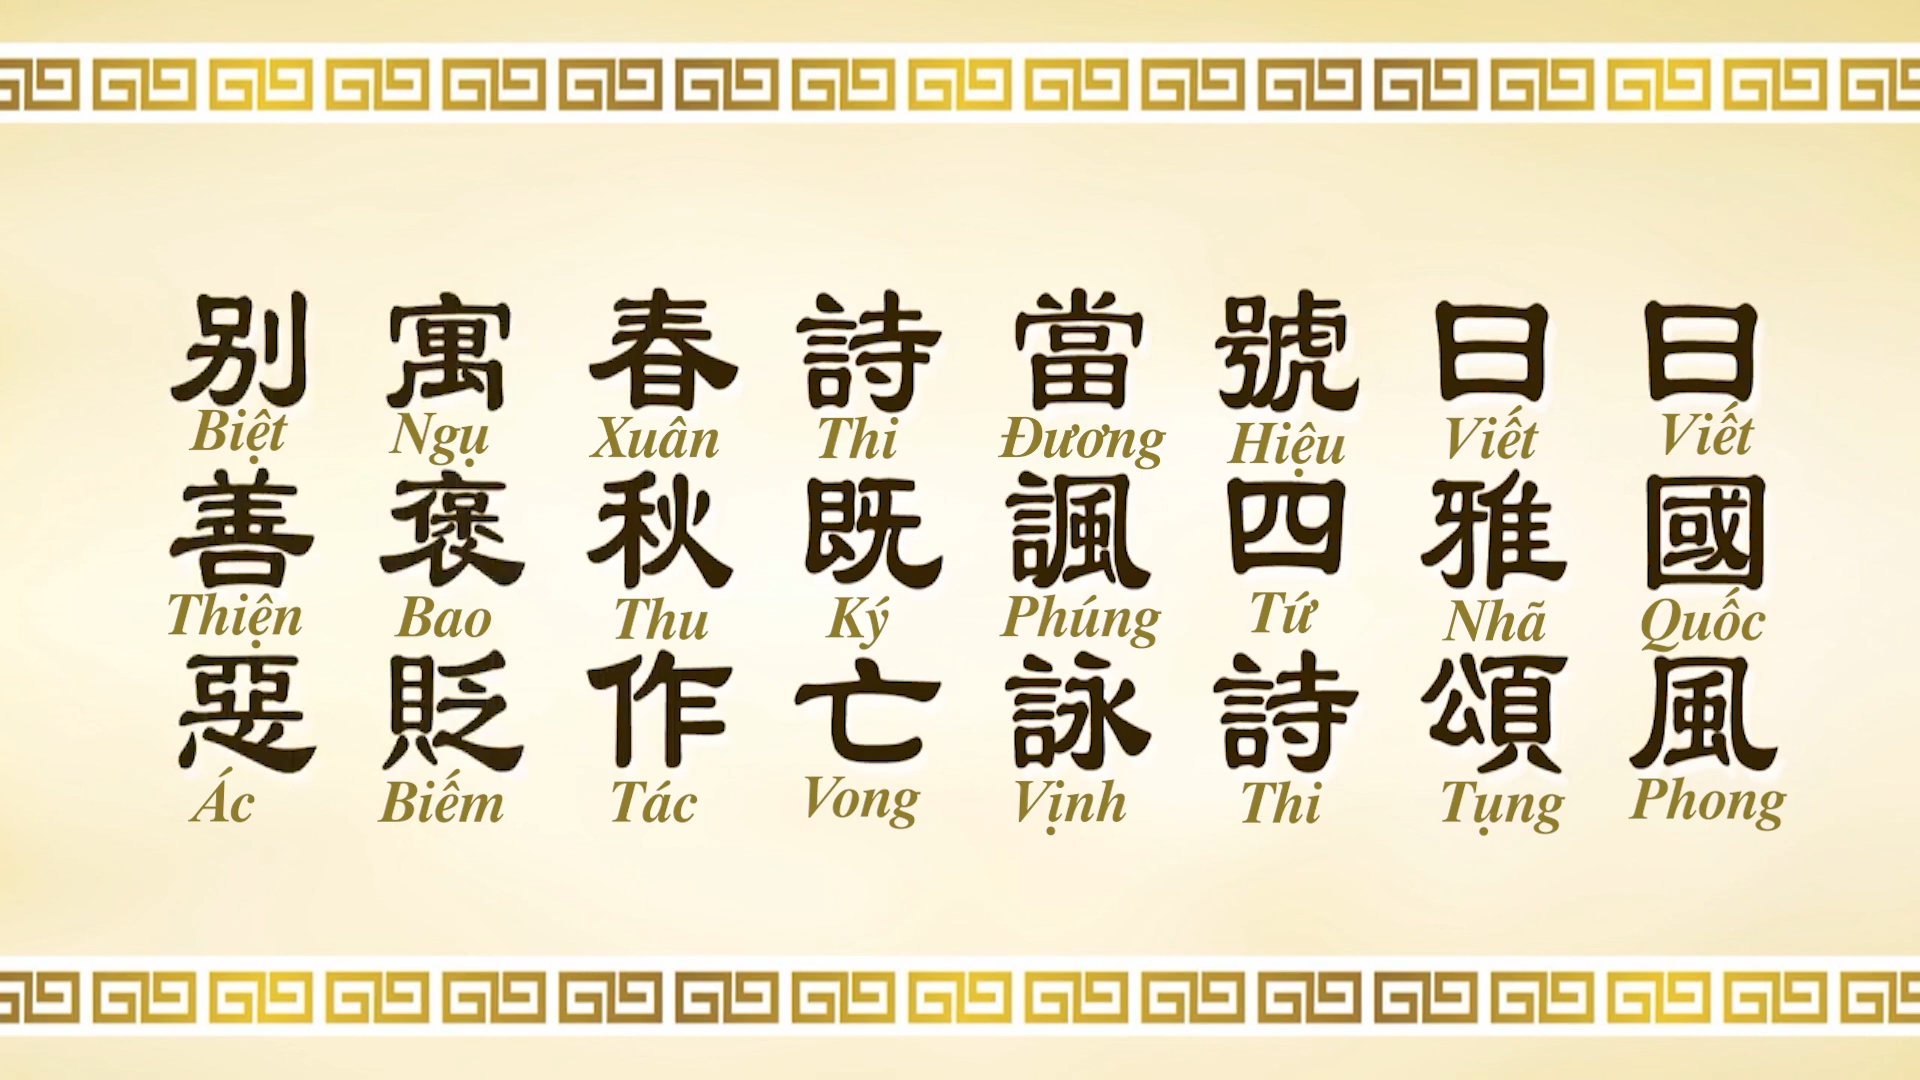 曰國風
Viết Quốc Phong
曰雅頌
Viết Nhã Tụng
號四詩
Hiệu Tứ Thi
當諷詠
Đương Phúng Vịnh
詩既亡
Thi Ký Vong
春秋作
Xuân Thu Tác
寓褒貶
Ngụ Bao Biếm
别善惡
Biệt Thiện Ác